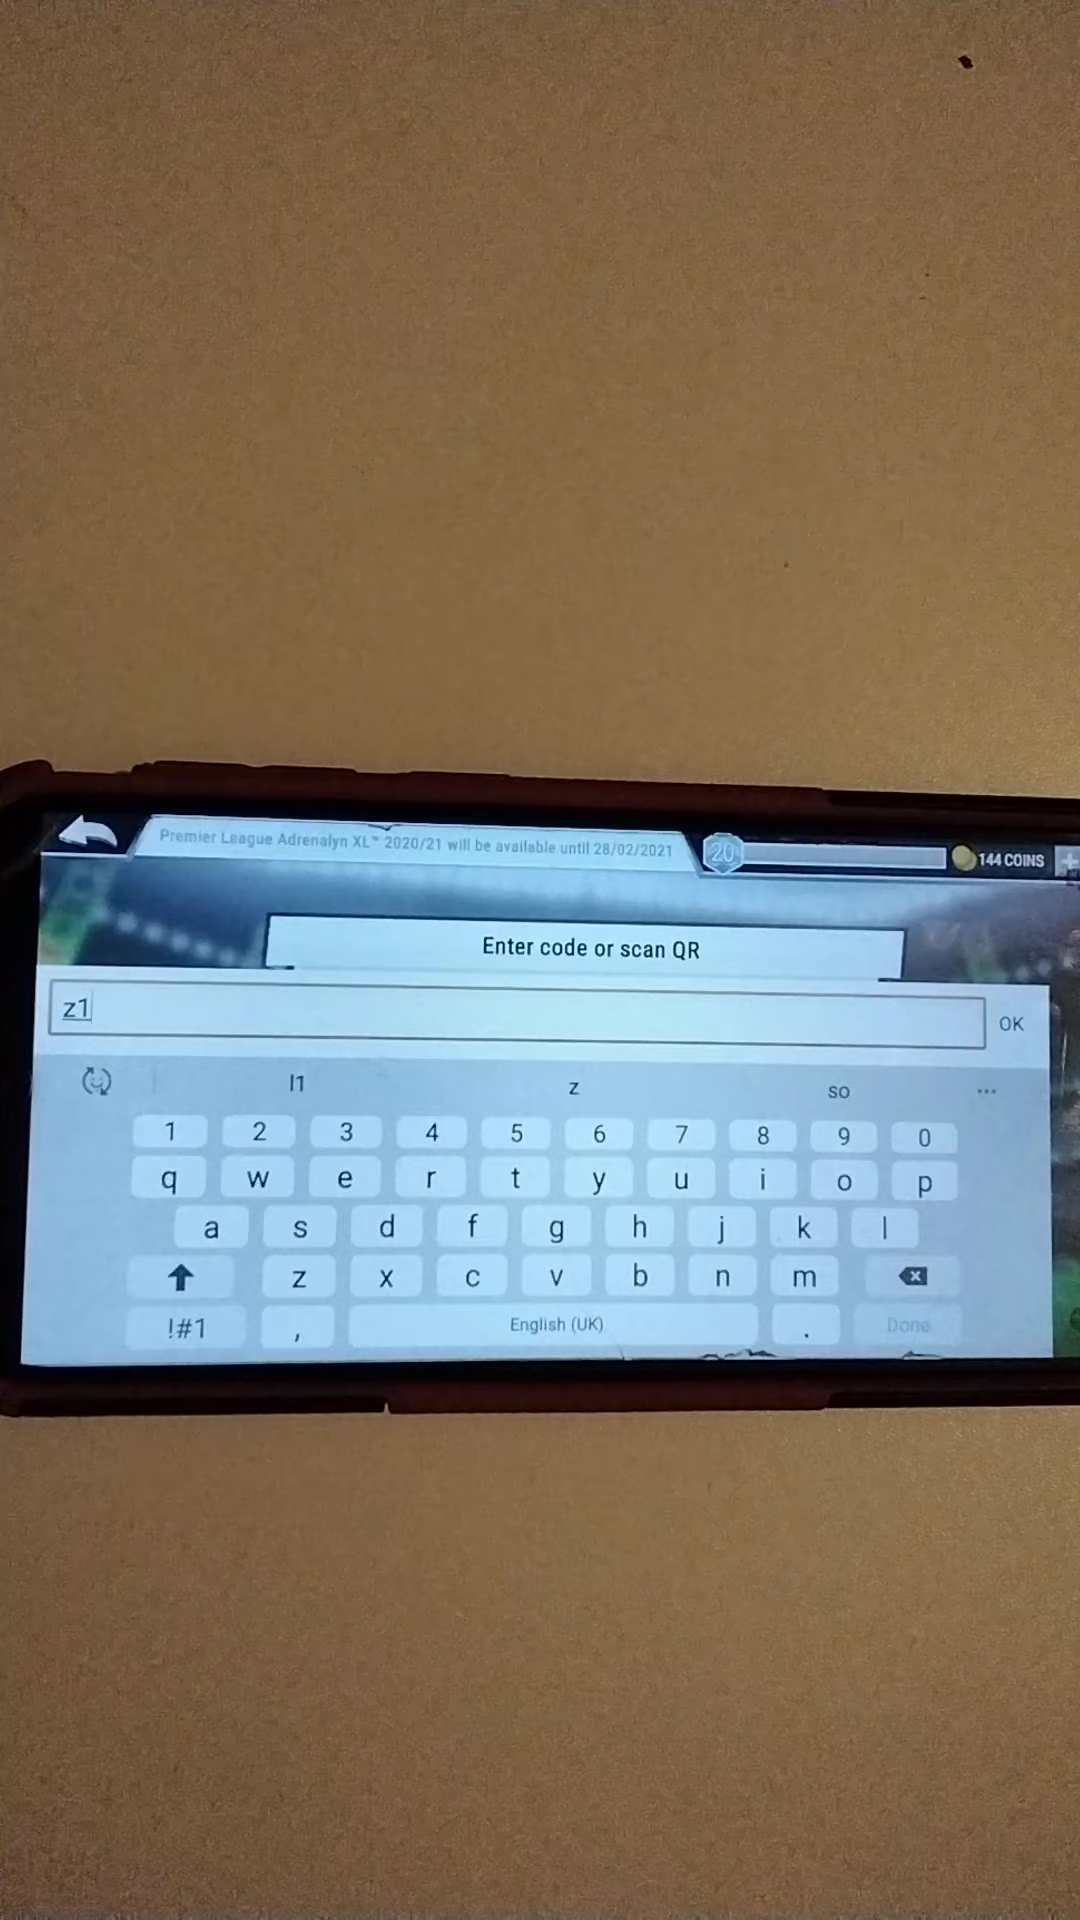 Premier League Adrenalyn XL™ 2020/21 will be available until 28/02/2021
20
144 COINS
Enter code or scan QR
z1
OK
l1 z so
1 2 3 4 5 6 7 8 9 0
q w e r t y u i o p
a s d f g h j k l
z x c v b n m
!#1 , English (UK) . Done